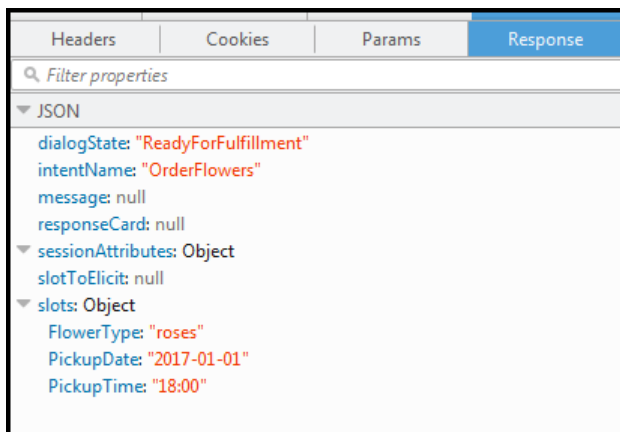 Headers Cookies Params Response
Filter properties
JSON
dialogState: "ReadyForFulfillment"
intentName: "OrderFlowers"
message: null
responseCard: null
sessionAttributes: Object
slotToElicit: null
slots: Object
FlowerType: "roses"
PickupDate: "2017-01-01"
PickupTime: "18:00"